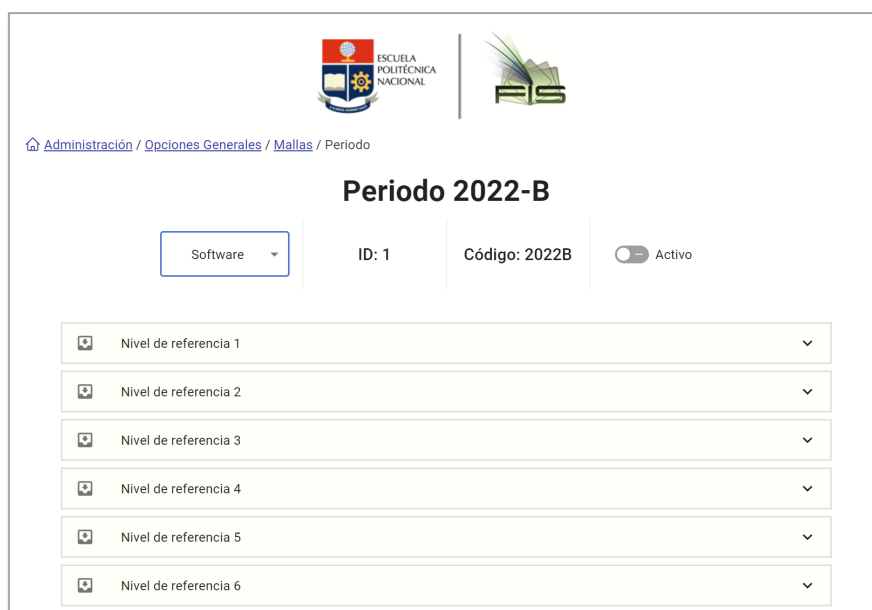 ESCUELA
POLITÉCNICA
NACIONAL
FIS
Administración / Opciones Generales / Mallas / Periodo
Periodo 2022-B
Software
ID: 1
Código: 2022B
Activo
Nivel de referencia 1
Nivel de referencia 2
Nivel de referencia 3
Nivel de referencia 4
Nivel de referencia 5
Nivel de referencia 6